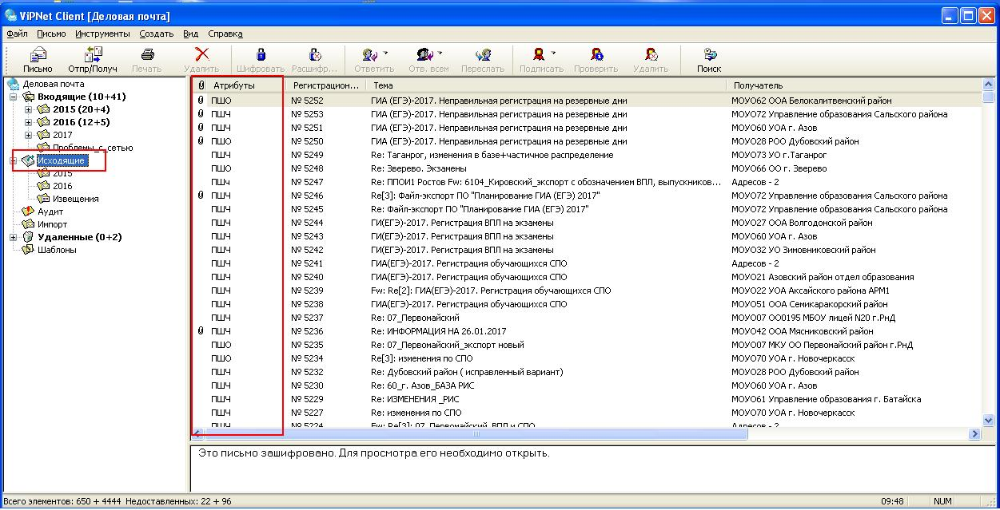 ViPNet Client [Деловая почта]
Файл Письмо Инструменты Создать Вид Справка
Письмо Отпр/Получ Печать Удалить Шифровать Расшифр... Ответить Отв. всем Переслать Подписать Проверить Удалить Поиск
Деловая почта
Входящие (10+41)
2015 (20+4)
2016 (12+5)
2017
Проблемы_с_сетью
Исходящие
2015
2016
Извещения
Аудит
Импорт
Удаленные (0+2)
Шаблоны
Атрибуты Регистрацион... Тема Получатель
ПШО № 5252 ГИА (ЕГЭ)-2017. Неправильная регистрация на резервные дни МОУО62 ООА Белокалитвенский район
ПШЧ № 5253 ГИА (ЕГЭ)-2017. Неправильная регистрация на резервные дни МОУО72 Управление образования Сальского района
ПШЧ № 5251 ГИА (ЕГЭ)-2017. Неправильная регистрация на резервные дни МОУО60 УОА г. Азов
ПШО № 5250 ГИА (ЕГЭ)-2017. Неправильная регистрация на резервные дни МОУО28 РОО Дубовский район
ПШЧ № 5249 Re: Таганрог, изменения в базе+частичное распределение МОУО73 УО г.Таганрог
ПШО № 5248 Re: Зверево. Экзамены МОУО66 ОО г. Зверево
ПШч № 5247 Re: ППОИ1 Ростов Fw: 6104_Кировский_экспорт с обозначением ВПЛ, выпускников... Адресов - 2
ПШЧ № 5246 Re[3]: Файл-экспорт ПО "Планирование ГИА (ЕГЭ) 2017" МОУО72 Управление образования Сальского района
ПШЧ № 5245 Re: Файл-экспорт ПО "Планирование ГИА (ЕГЭ) 2017" МОУО72 Управление образования Сальского района
ПШЧ № 5244 ГИ(ЕГЭ)-2017. Регистрация ВПЛ на экзамены МОУО27 ООА Волгодонской район
ПШЧ № 5243 ГИ(ЕГЭ)-2017. Регистрация ВПЛ на экзамены МОУО60 УОА г. Азов
ПШЧ № 5242 ГИ(ЕГЭ)-2017. Регистрация ВПЛ на экзамены МОУО32 УО Зимовниковский район
ПШЧ № 5241 ГИА(ЕГЭ)-2017. Регистрация обучающихся СПО Адресов - 2
ПШЧ № 5240 ГИА(ЕГЭ)-2017. Регистрация обучающихся СПО МОУО21 Азовский район отдел образования
ПШЧ № 5239 Fw: Re[2]: ГИА(ЕГЭ)-2017. Регистрация обучающихся СПО МОУО22 УОА Аксайского района АРМ1
ПШЧ № 5238 ГИА(ЕГЭ)-2017. Регистрация обучающихся СПО МОУО51 ООА Семикаракорский район
ПШЧ № 5237 Re: 07_Первомайский МОУО07 ОО0195 МБОУ лицей N20 г.РнД
ПШЧ № 5236 Re: ИНФОРМАЦИЯ НА 26.01.2017 МОУО42 ООА Мясниковский район
ПШО № 5235 Re: 07_Первомайский_экспорт новый МОУО07 МКУ ОО Первомайский район г.РнД
ПШО № 5234 Re[3]: изменения по СПО МОУО70 УОА г. Новочеркасск
ПШЧ № 5232 Re: Дубовский район ( исправленный вариант) МОУО28 РОО Дубовский район
ПШЧ № 5230 Re: 60_г. Азов_БАЗА РИС МОУО60 УОА г. Азов
ПШЧ № 5229 Re: ИЗМЕНЕНИЯ _РИС МОУО61 Управление образования г. Батайска
ПШЧ № 5227 Re: изменения по СПО МОУО70 УОА г. Новочеркасск
ПШЧ № 5224 Fw: Re[3]: 07_Первомайский_ВПЛ и СПО Адресов - 2
Это письмо зашифровано. Для просмотра его необходимо открыть.
Всего элементов: 650 + 4444 Недоставленных: 22 + 96 09:48 NUM